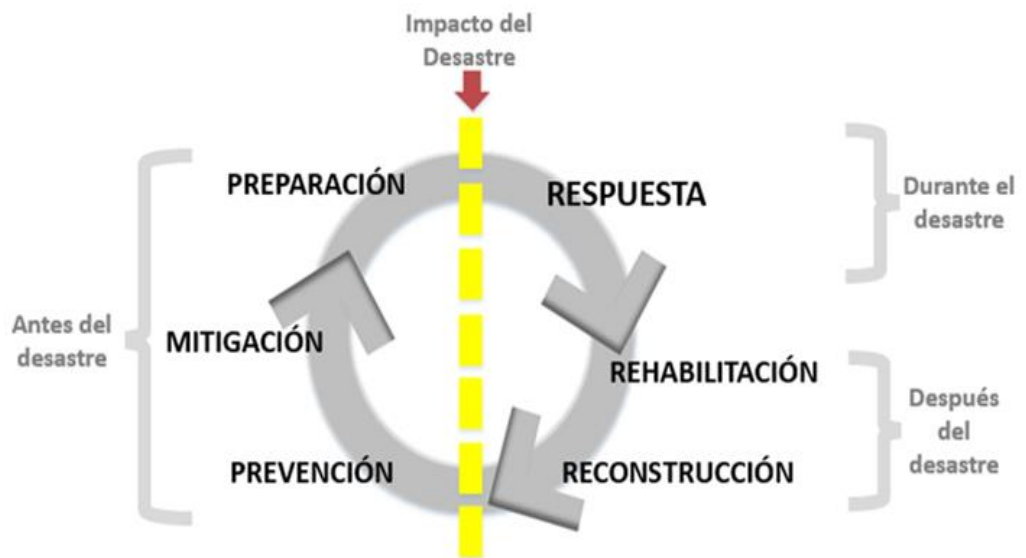 Impacto del
Desastre
PREPARACIÓN
RESPUESTA
Durante el
desastre
Antes del
desastre
MITIGACIÓN
REHABILITACIÓN
Después
del
desastre
PREVENCIÓN
RECONSTRUCCIÓN